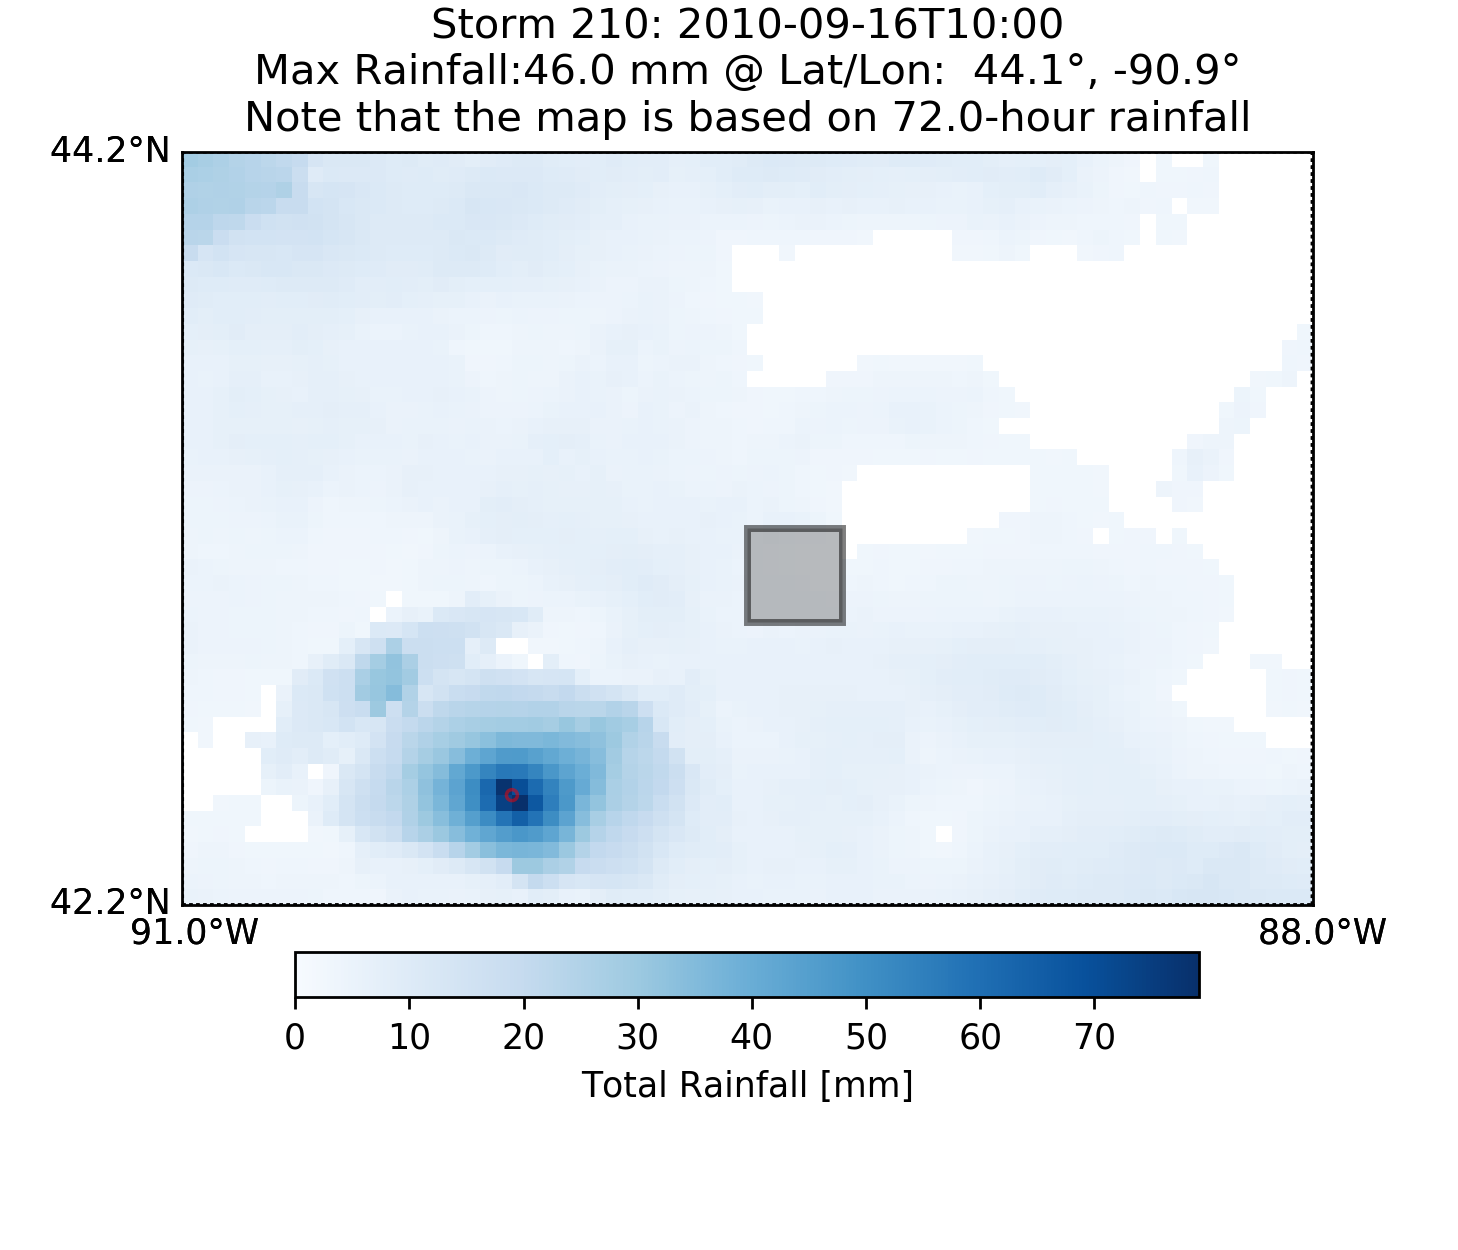 Storm 210: 2010-09-16T10:00
Max Rainfall:46.0 mm @ Lat/Lon:  44.1°, -90.9°
Note that the map is based on 72.0-hour rainfall
44.2°N
42.2°N
91.0°W
88.0°W
0 10 20 30 40 50 60 70
Total Rainfall [mm]